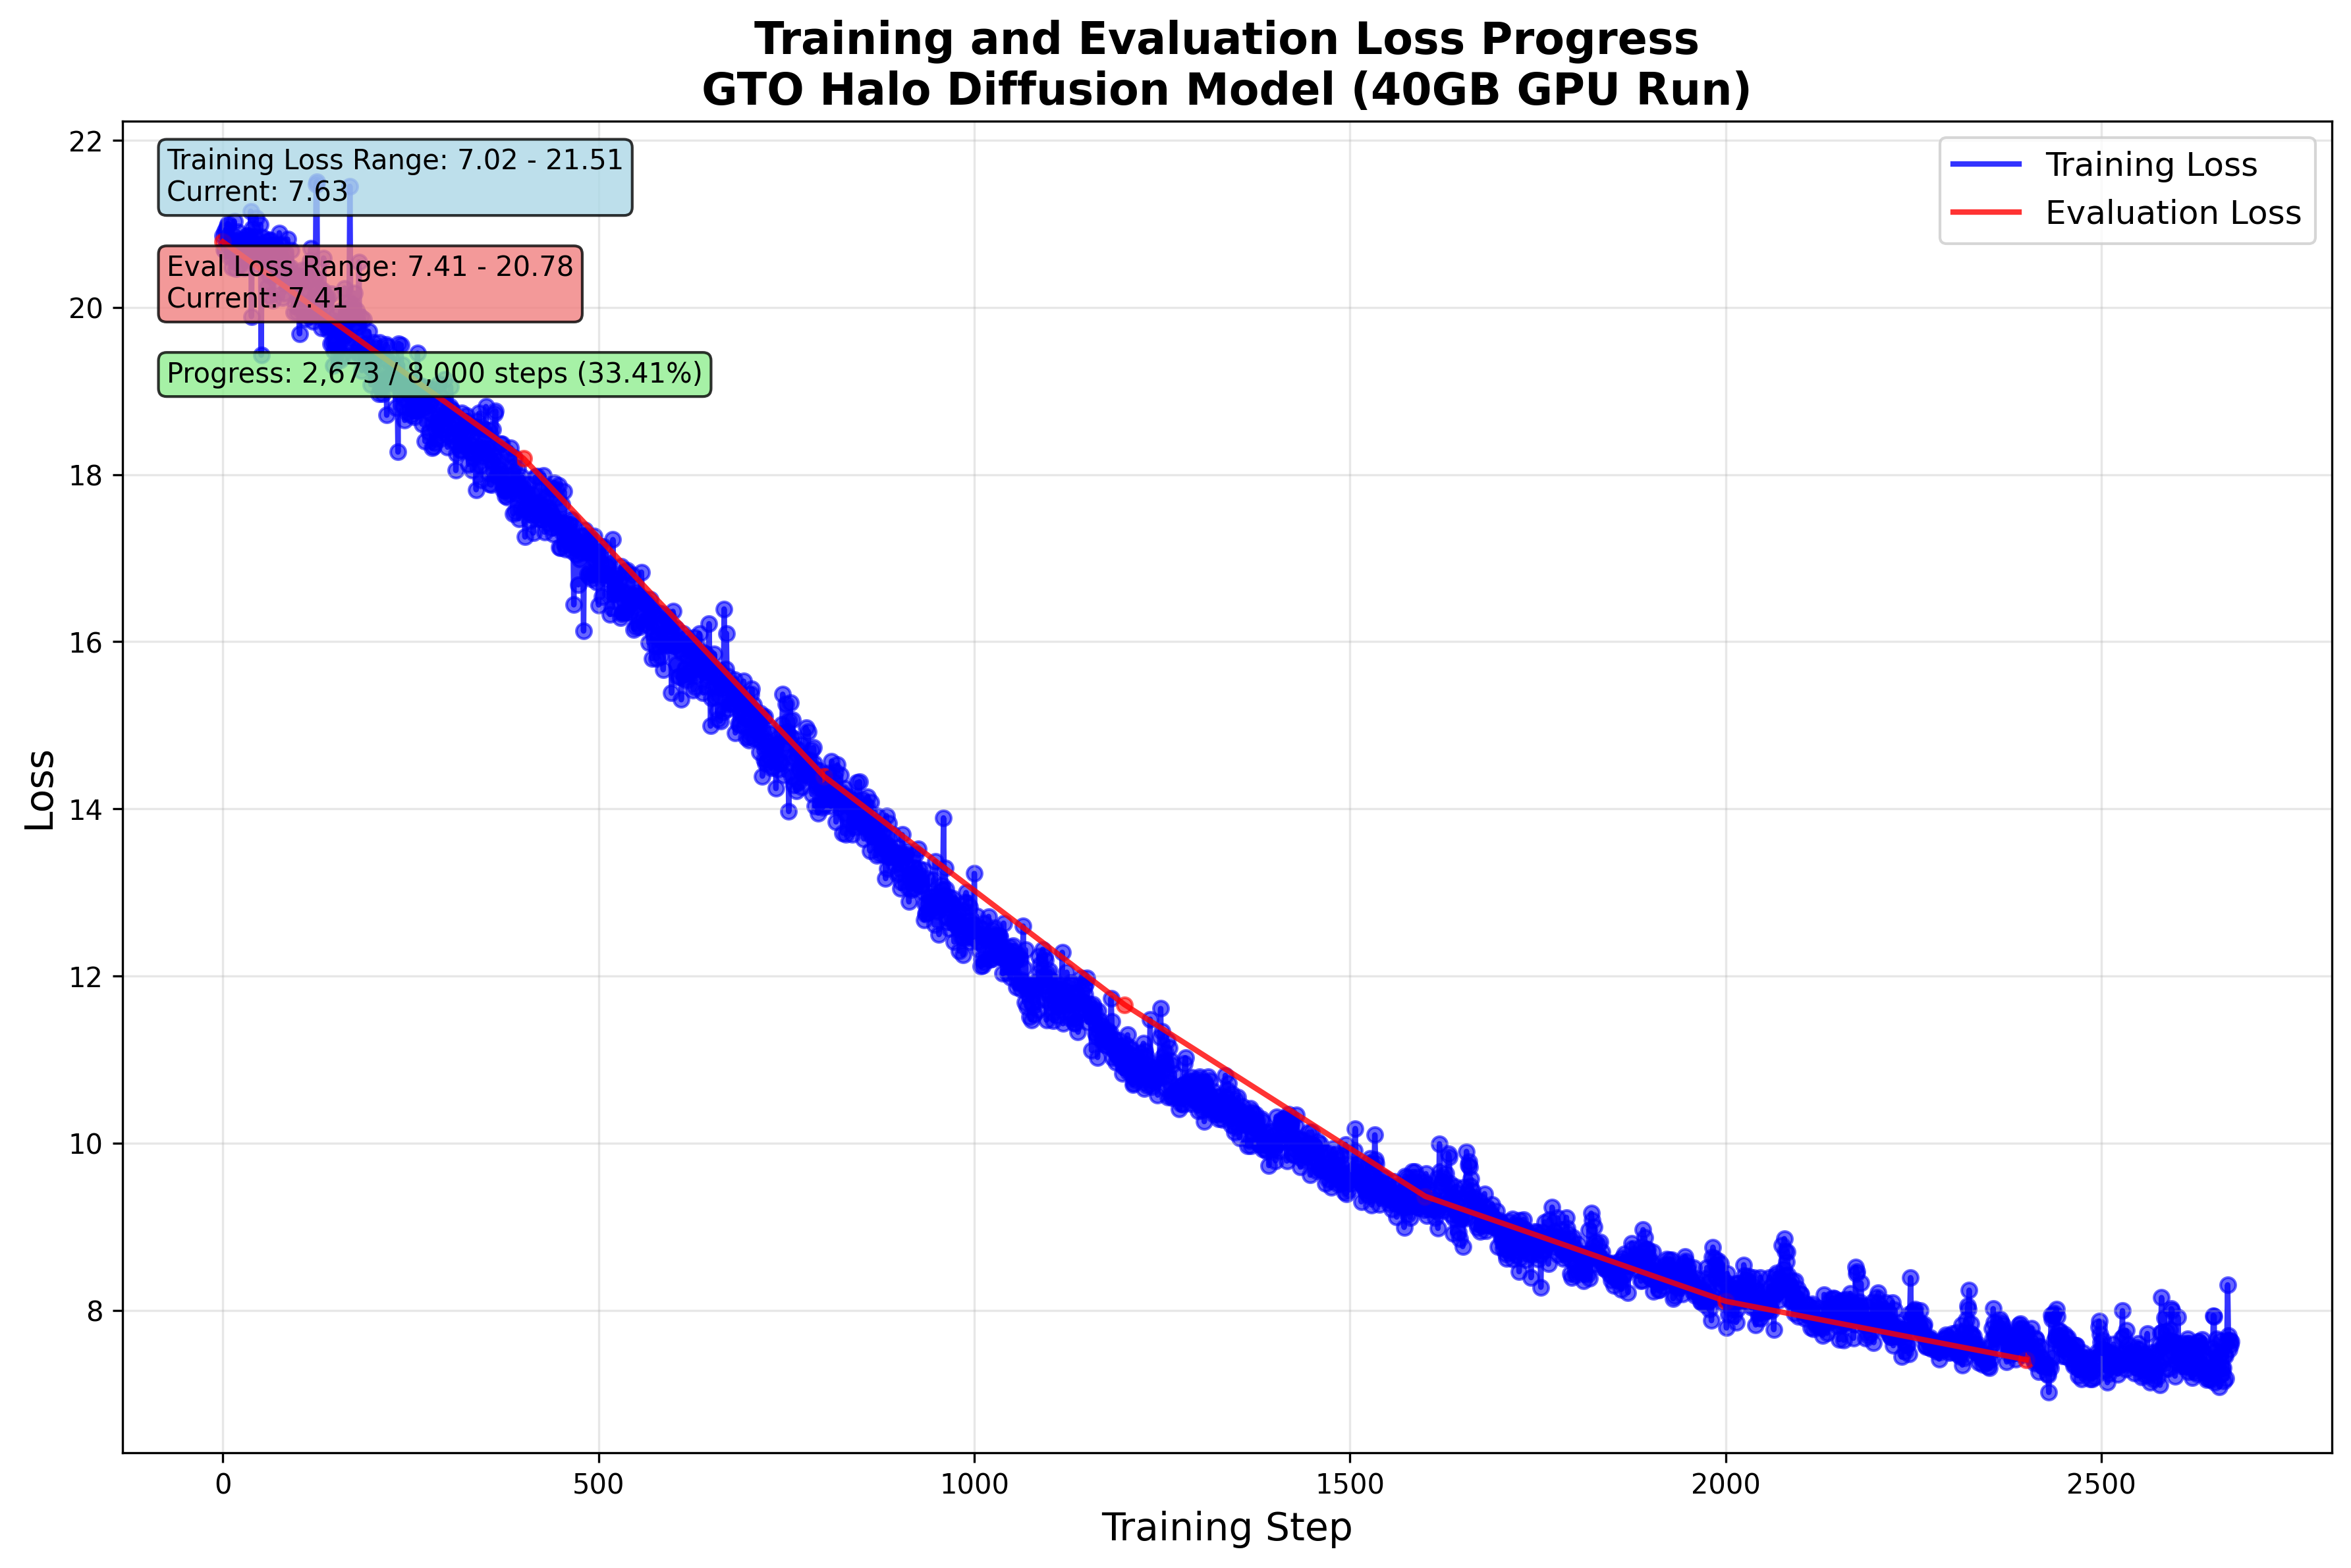 Training and Evaluation Loss Progress
GTO Halo Diffusion Model (40GB GPU Run)
Training Loss Range: 7.02 - 21.51
Current: 7.63
Eval Loss Range: 7.41 - 20.78
Current: 7.41
Progress: 2,673 / 8,000 steps (33.41%)
Training Loss
Evaluation Loss
Loss
22
20
18
16
14
12
10
8
0
500
1000
1500
2000
2500
Training Step